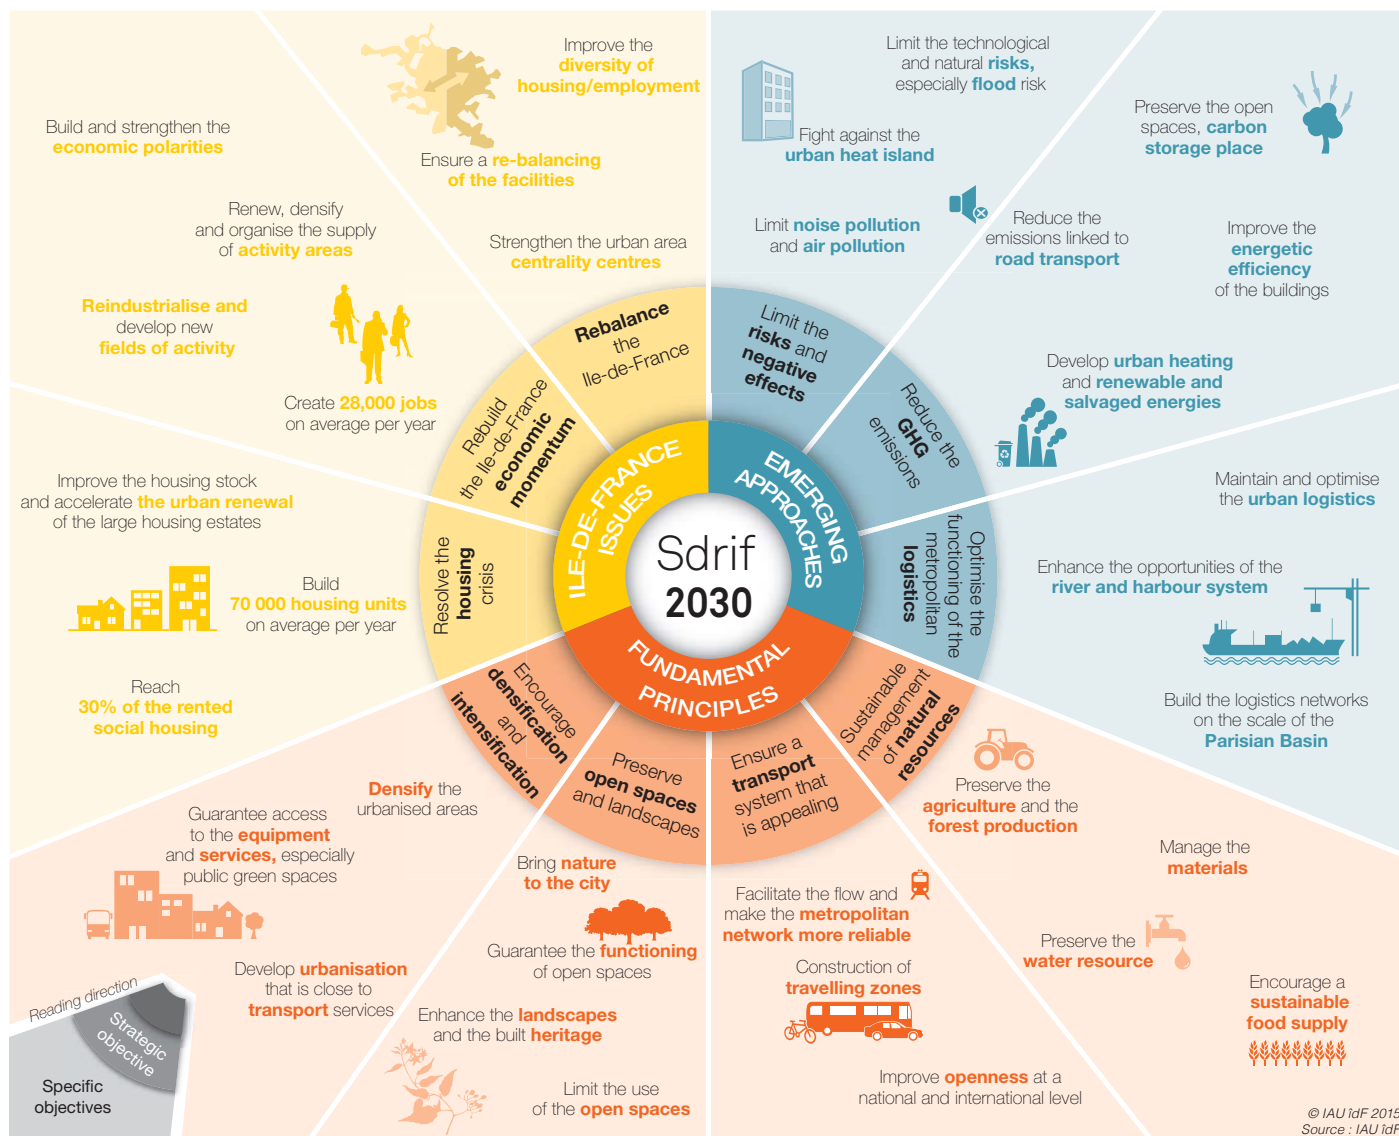 Sdrif
2030
ILE-DE-FRANCE
ISSUES
Rebalance
the
Ile-de-France
Improve the
diversity of
housing/employment
Ensure a re-balancing
of the facilities
Strengthen the urban area
centrality centres
Rebuild
the Ile-de-France
economic
momentum
Build and strengthen the
economic polarities
Renew, densify
and organise the supply
of activity areas
Reindustrialise and
develop new
fields of activity
Create 28,000 jobs
on average per year
Resolve the
housing
crisis
Improve the housing stock
and accelerate the urban renewal
of the large housing estates
Build
70 000 housing units
on average per year
Reach
30% of the rented
social housing
EMERGING
APPROACHES
Limit the
risks and
negative
effects
Limit the technological
and natural risks,
especially flood risk
Fight against the
urban heat island
Limit noise pollution
and air pollution
Reduce the
GHG
emissions
Preserve the open
spaces, carbon
storage place
Reduce the
emissions linked to
road transport
Improve the
energetic
efficiency
of the buildings
Develop urban heating
and renewable and
salvaged energies
Optimise the
functioning of the
metropolitan
logistics
Maintain and optimise
the urban logistics
Enhance the opportunities of the
river and harbour system
Build the logistics networks
on the scale of the
Parisian Basin
FUNDAMENTAL
PRINCIPLES
Encourage
densification
and
intensification
Densify the
urbanised areas
Guarantee access
to the equipment
and services, especially
public green spaces
Develop urbanisation
that is close to
transport services
Preserve
open spaces
and landscapes
Bring nature
to the city
Guarantee the functioning
of open spaces
Enhance the landscapes
and the built heritage
Limit the use
of the open spaces
Ensure a
transport
system that
is appealing
Facilitate the flow and
make the metropolitan
network more reliable
Construction of
travelling zones
Improve openness at a
national and international level
Sustainable
management
of natural
resources
Preserve the
agriculture and the
forest production
Manage the
materials
Preserve the
water resource
Encourage a
sustainable
food supply
Reading direction
Strategic
objective
Specific
objectives
© IAU îdF 2015
Source : IAU îdF